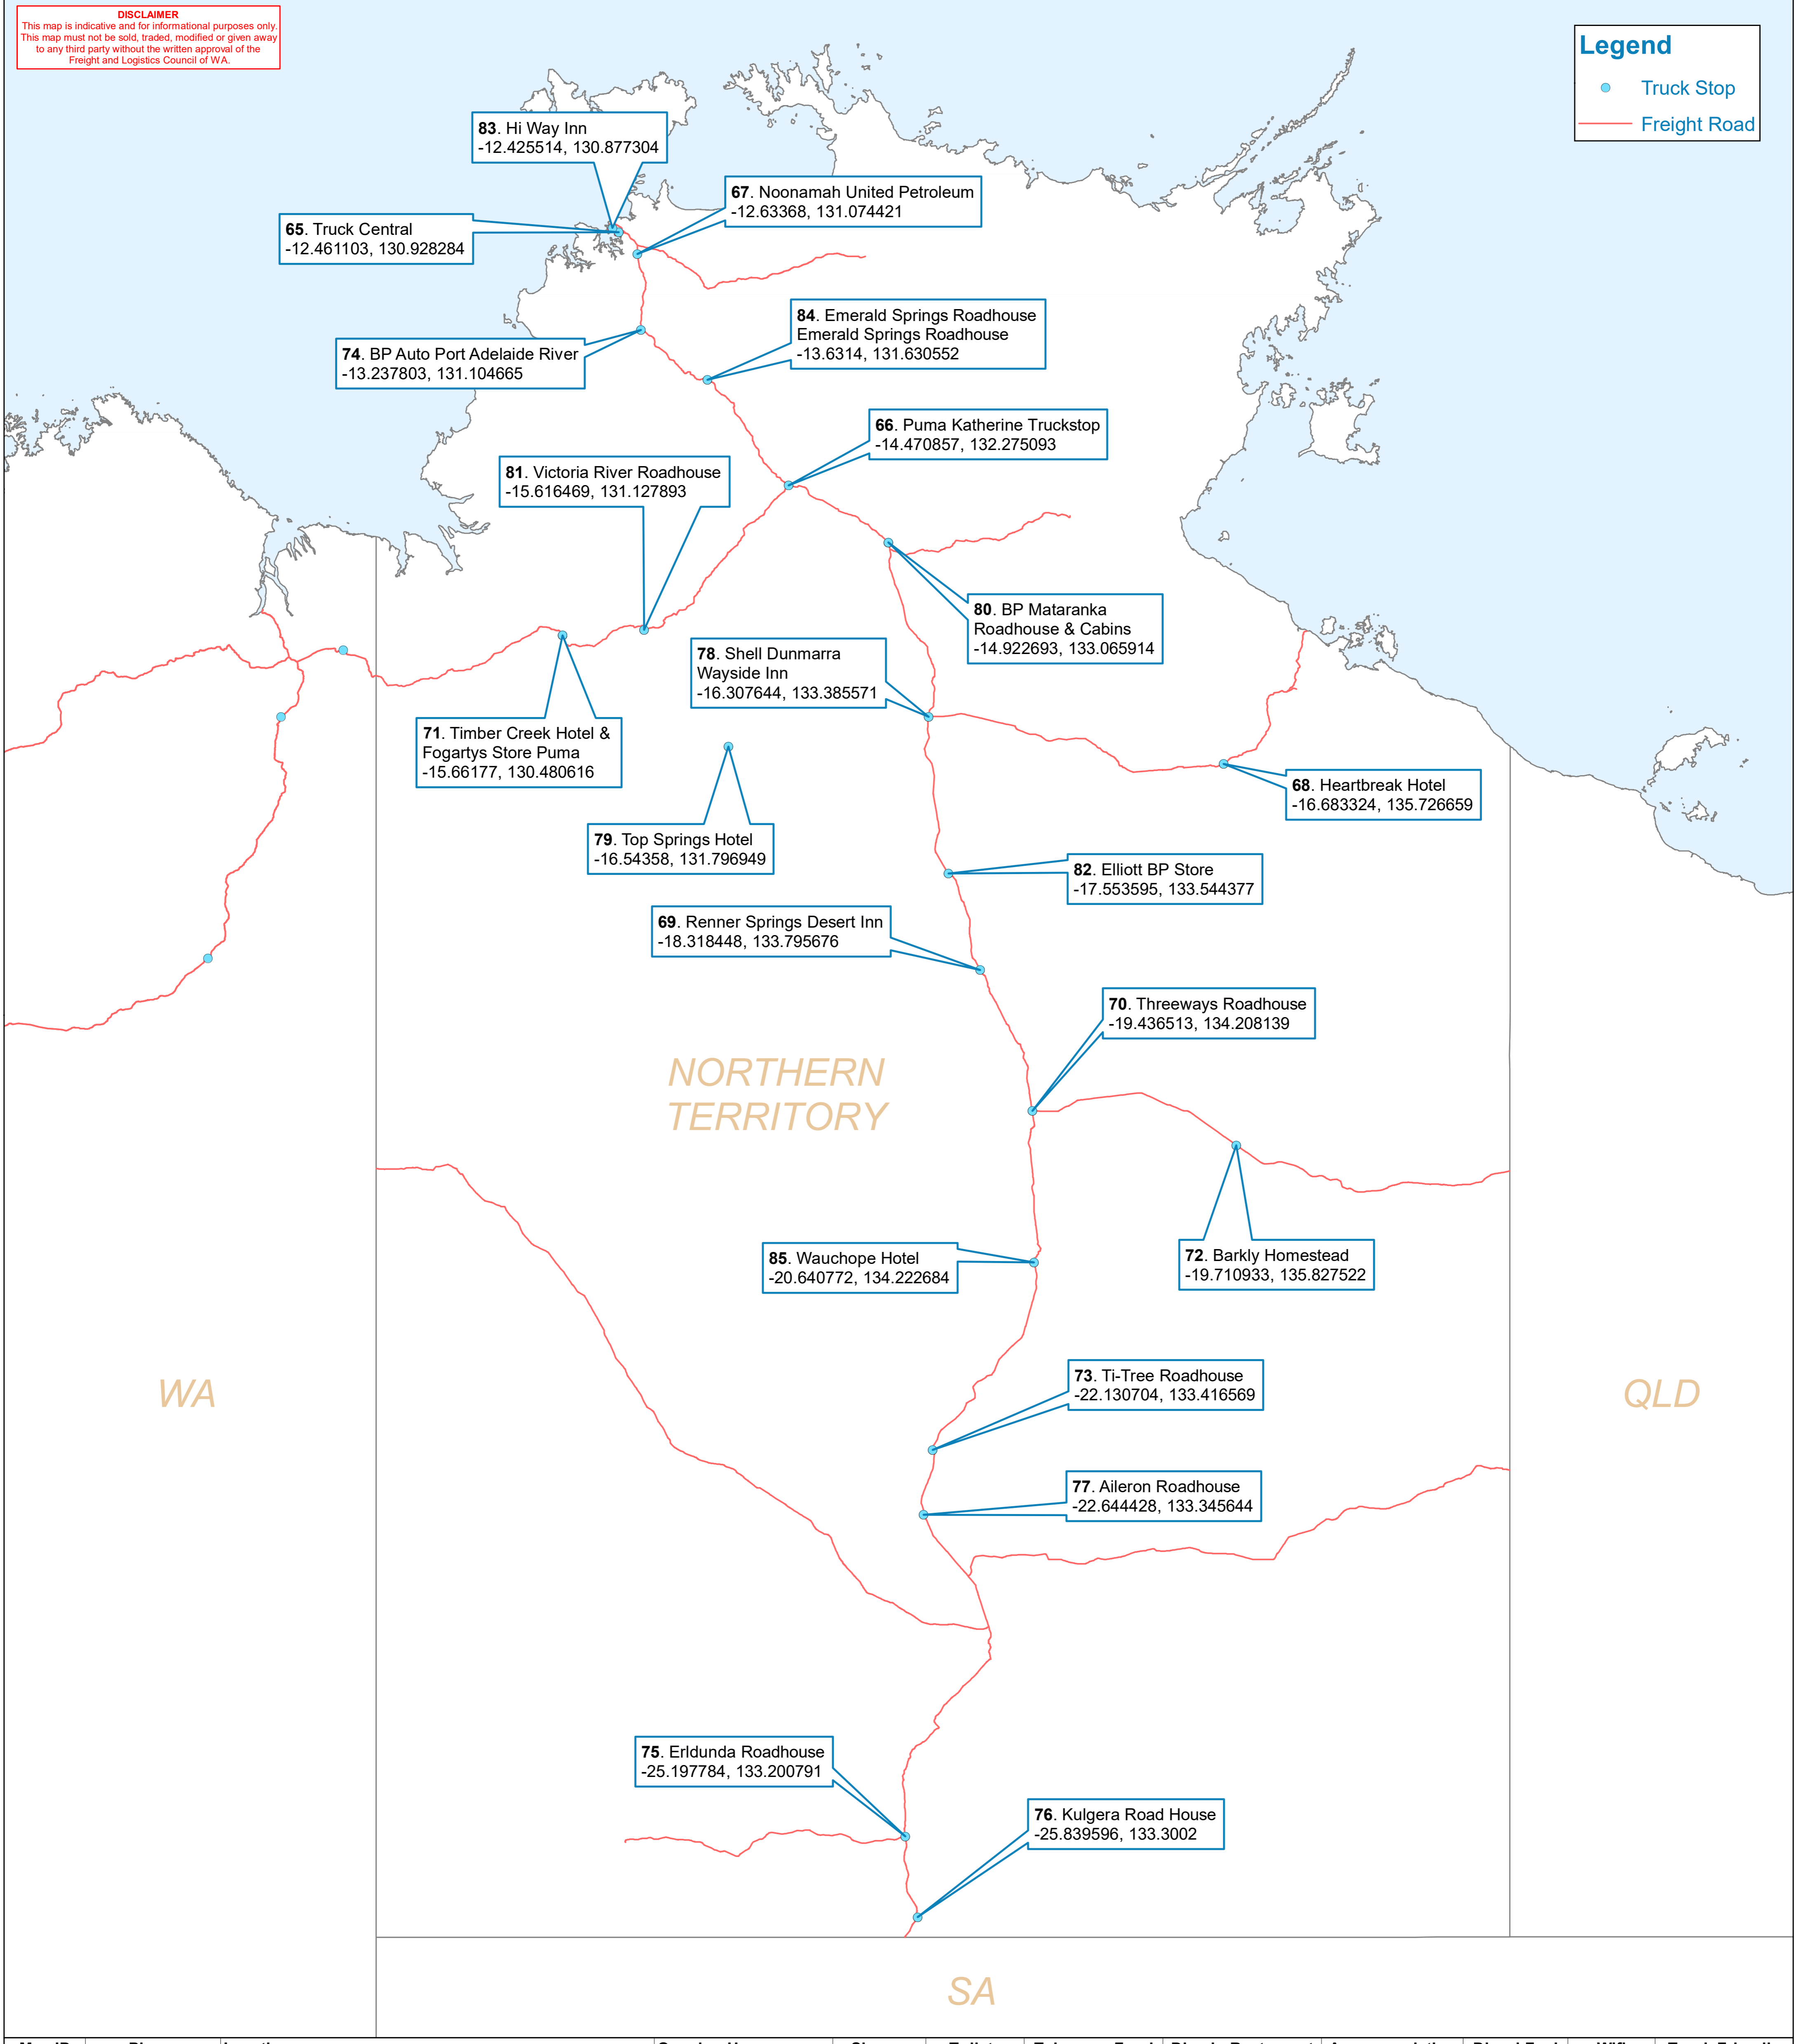 DISCLAIMER
This map is indicative and for informational purposes only.
This map must not be sold, traded, modified or given away
to any third party without the written approval of the
Freight and Logistics Council of WA.
Legend
Truck Stop
Freight Road
83. Hi Way Inn
-12.425514, 130.877304
67. Noonamah United Petroleum
-12.63368, 131.074421
65. Truck Central
-12.461103, 130.928284
84. Emerald Springs Roadhouse
Emerald Springs Roadhouse
-13.6314, 131.630552
74. BP Auto Port Adelaide River
-13.237803, 131.104665
66. Puma Katherine Truckstop
-14.470857, 132.275093
81. Victoria River Roadhouse
-15.616469, 131.127893
80. BP Mataranka
Roadhouse & Cabins
-14.922693, 133.065914
78. Shell Dunmarra
Wayside Inn
-16.307644, 133.385571
71. Timber Creek Hotel &
Fogartys Store Puma
-15.66177, 130.480616
68. Heartbreak Hotel
-16.683324, 135.726659
79. Top Springs Hotel
-16.54358, 131.796949
82. Elliott BP Store
-17.553595, 133.544377
69. Renner Springs Desert Inn
-18.318448, 133.795676
70. Threeways Roadhouse
-19.436513, 134.208139
NORTHERN
TERRITORY
85. Wauchope Hotel
-20.640772, 134.222684
72. Barkly Homestead
-19.710933, 135.827522
WA
73. Ti-Tree Roadhouse
-22.130704, 133.416569
QLD
77. Aileron Roadhouse
-22.644428, 133.345644
75. Erldunda Roadhouse
-25.197784, 133.200791
76. Kulgera Road House
-25.839596, 133.3002
SA